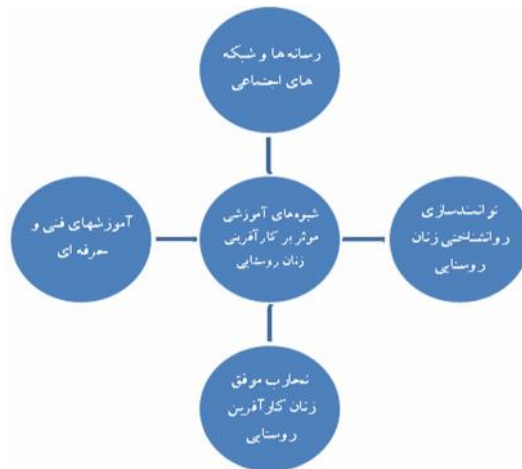 رسانه ها و شبکه
های اجتماعی
آموزشهای فنی و
حرفه ای
شیوه‌های آموزشی
موثر بر کارآفرینی
زنان روستایی
توانمندسازی
روانشناختی زنان
روستایی
تجارب موفق
زنان کارآفرین
روستایی